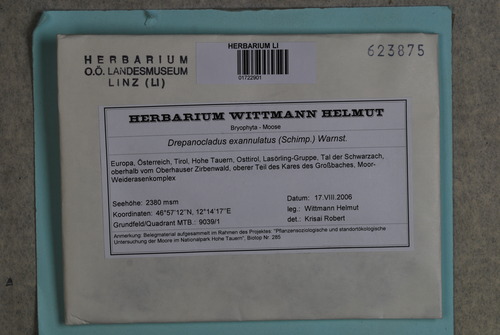 HERBARIUM
O.Ö. LANDESMUSEUM
LINZ (LI)
HERBARIUM LI
01722901
623875
HERBARIUM WITTMANN HELMUT
Bryophyta - Moose
Drepanocladus exannulatus (Schimp.) Warnst.
Europa, Österreich, Tirol, Hohe Tauern, Osttirol, Lasörling-Gruppe, Tal der Schwarzach,
oberhalb vom Oberhauser Zirbenwald, oberer Teil des Kares des Großbaches, Moor-
Weiderasenkomplex
Seehöhe: 2380 msm
Koordinaten: 46°57'12"N, 12°14'17"E
Grundfeld/Quadrant MTB.: 9039/1
Datum: 17.VIII.2006
leg.: Wittmann Helmut
det.: Krisai Robert
Anmerkung: Belegmaterial aufgesammelt im Rahmen des Projektes: "Pflanzensoziologische und standortökologische
Untersuchung der Moore im Nationalpark Hohe Tauern", Biotop Nr. 285